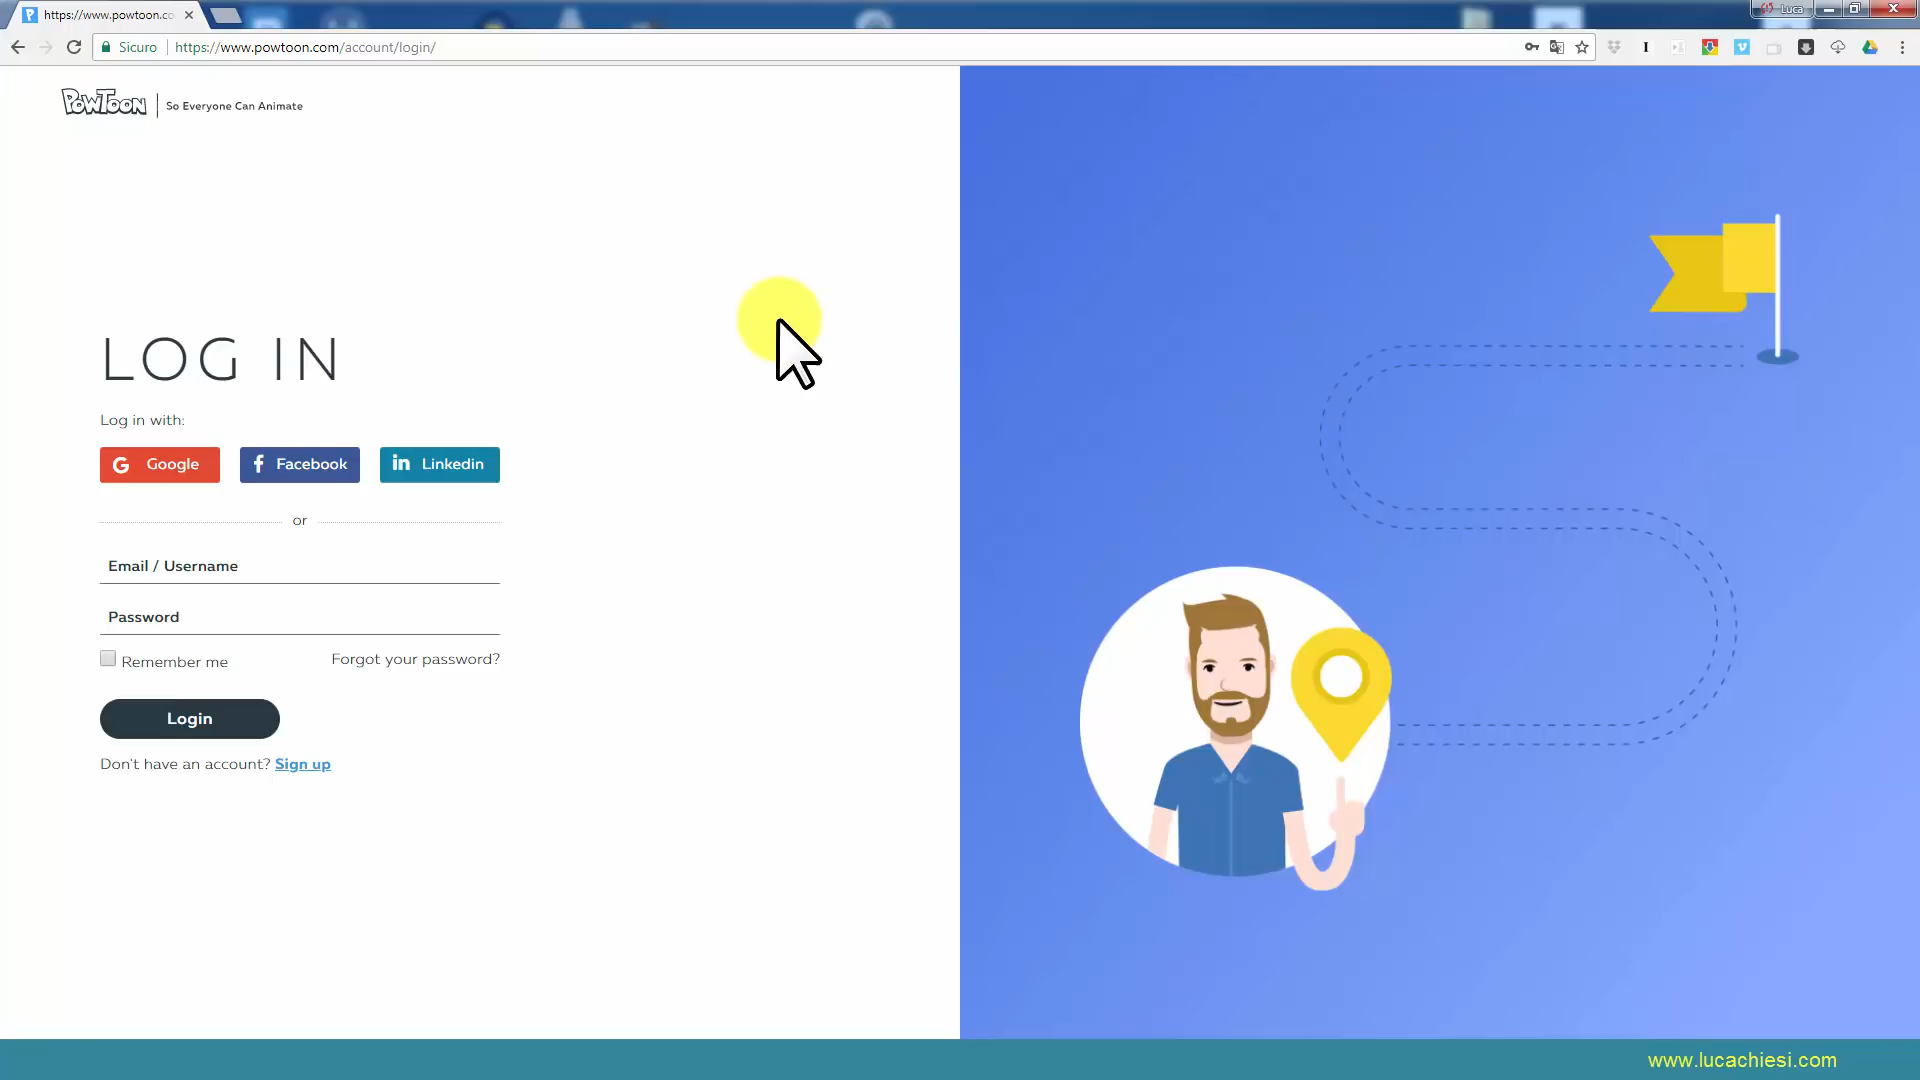 https://www.powtoon.co
Luca
Sicuro
https://www.powtoon.com/account/login/
PowToon
So Everyone Can Animate
LOG IN
Log in with:
Google
Facebook
Linkedin
or
Email / Username
Password
Remember me
Forgot your password?
Login
Don't have an account? Sign up
www.lucachiesi.com